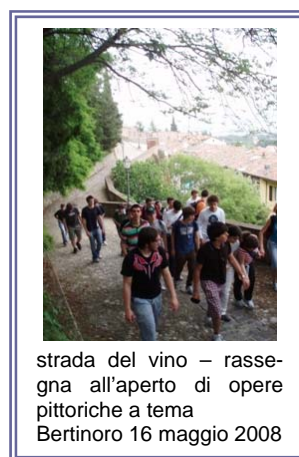 strada del vino – rasse-
gna all'aperto di opere
pittoriche a tema
Bertinoro 16 maggio 2008